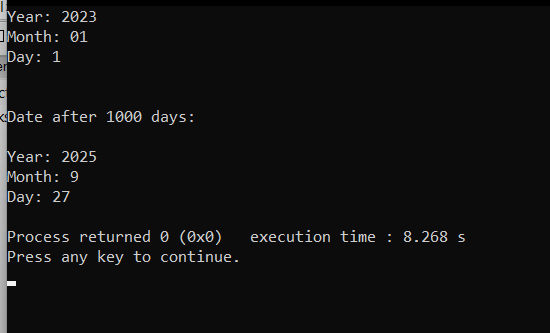 Year: 2023
Month: 01
Day: 1
Date after 1000 days:
Year: 2025
Month: 9
Day: 27
Process returned 0 (0x0)   execution time : 8.268 s
Press any key to continue.